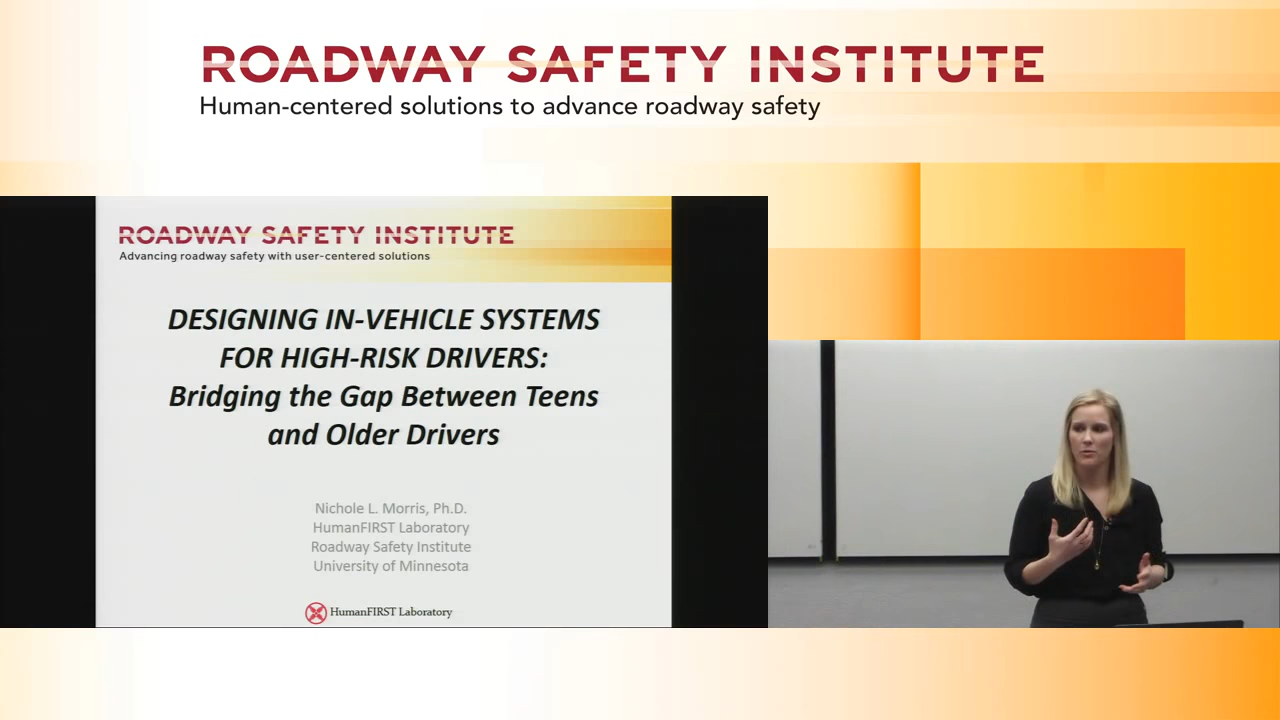 ROADWAY SAFETY INSTITUTE
Human-centered solutions to advance roadway safety
ROADWAY SAFETY INSTITUTE
Advancing roadway safety with user-centered solutions
DESIGNING IN-VEHICLE SYSTEMS
FOR HIGH-RISK DRIVERS:
Bridging the Gap Between Teens
and Older Drivers
Nichole L. Morris, Ph.D.
HumanFIRST Laboratory
Roadway Safety Institute
University of Minnesota
HumanFIRST Laboratory